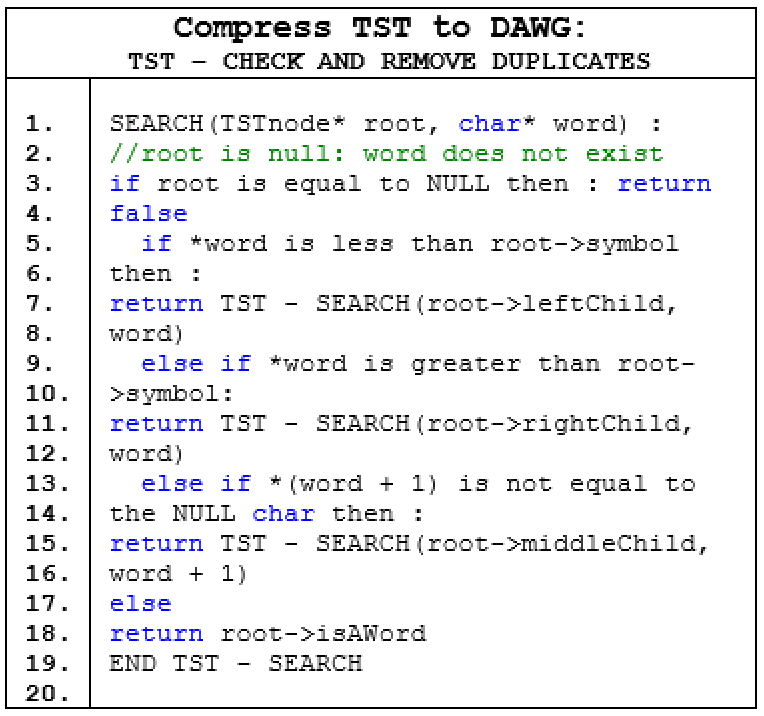 Compress TST to DAWG:
TST – CHECK AND REMOVE DUPLICATES
1. SEARCH(TSTnode* root, char* word) :
2. //root is null: word does not exist
3. if root is equal to NULL then : return
4. false
5. if *word is less than root->symbol
6. then :
7. return TST – SEARCH(root->leftChild,
8. word)
9. else if *word is greater than root-
10. >symbol:
11. return TST – SEARCH(root->rightChild,
12. word)
13. else if *(word + 1) is not equal to
14. the NULL char then :
15. return TST – SEARCH(root->middleChild,
16. word + 1)
17. else
18. return root->isAWord
19. END TST – SEARCH
20.